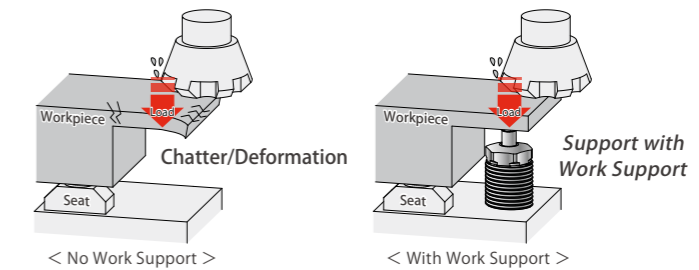 Workpiece
Load
Chatter/Deformation
Seat
< No Work Support >
Workpiece
Load
Support with
Work Support
Seat
< With Work Support >